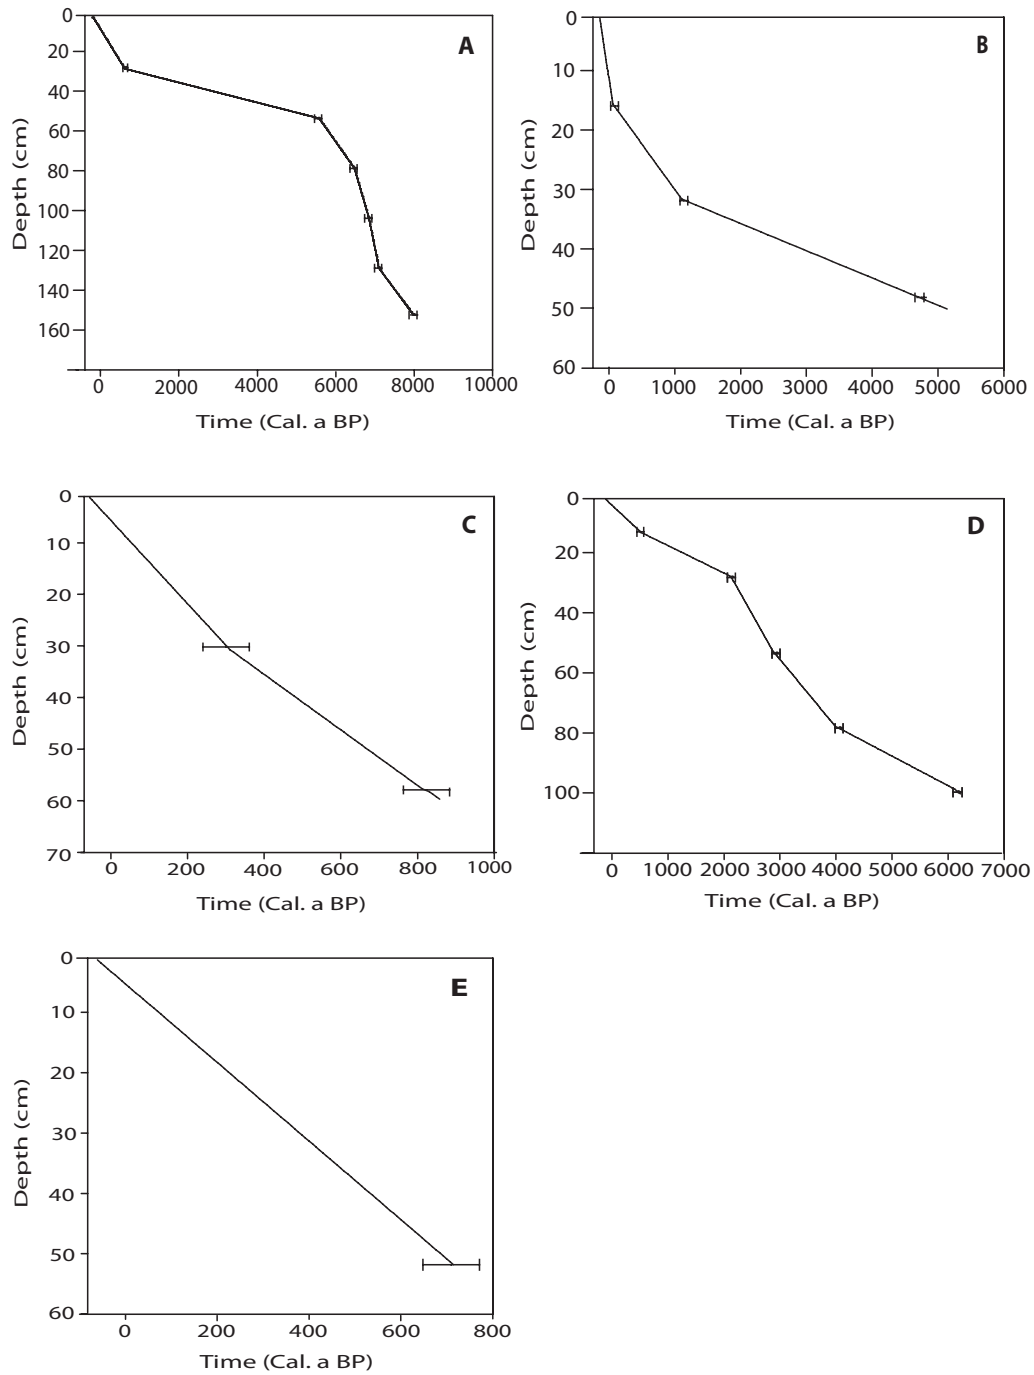 A
0
20
40
60
80
100
120
140
160
Depth (cm)
0 2000 4000 6000 8000 10000
Time (Cal. a BP)
B
0
10
20
30
40
50
60
Depth (cm)
0 1000 2000 3000 4000 5000 6000
Time (Cal. a BP)
C
0
10
20
30
40
50
60
70
Depth (cm)
0 200 400 600 800 1000
Time (Cal. a BP)
D
0
20
40
60
80
100
Depth (cm)
0 1000 2000 3000 4000 5000 6000 7000
Time (Cal. a BP)
E
0
10
20
30
40
50
60
Depth (cm)
0 200 400 600 800
Time (Cal. a BP)